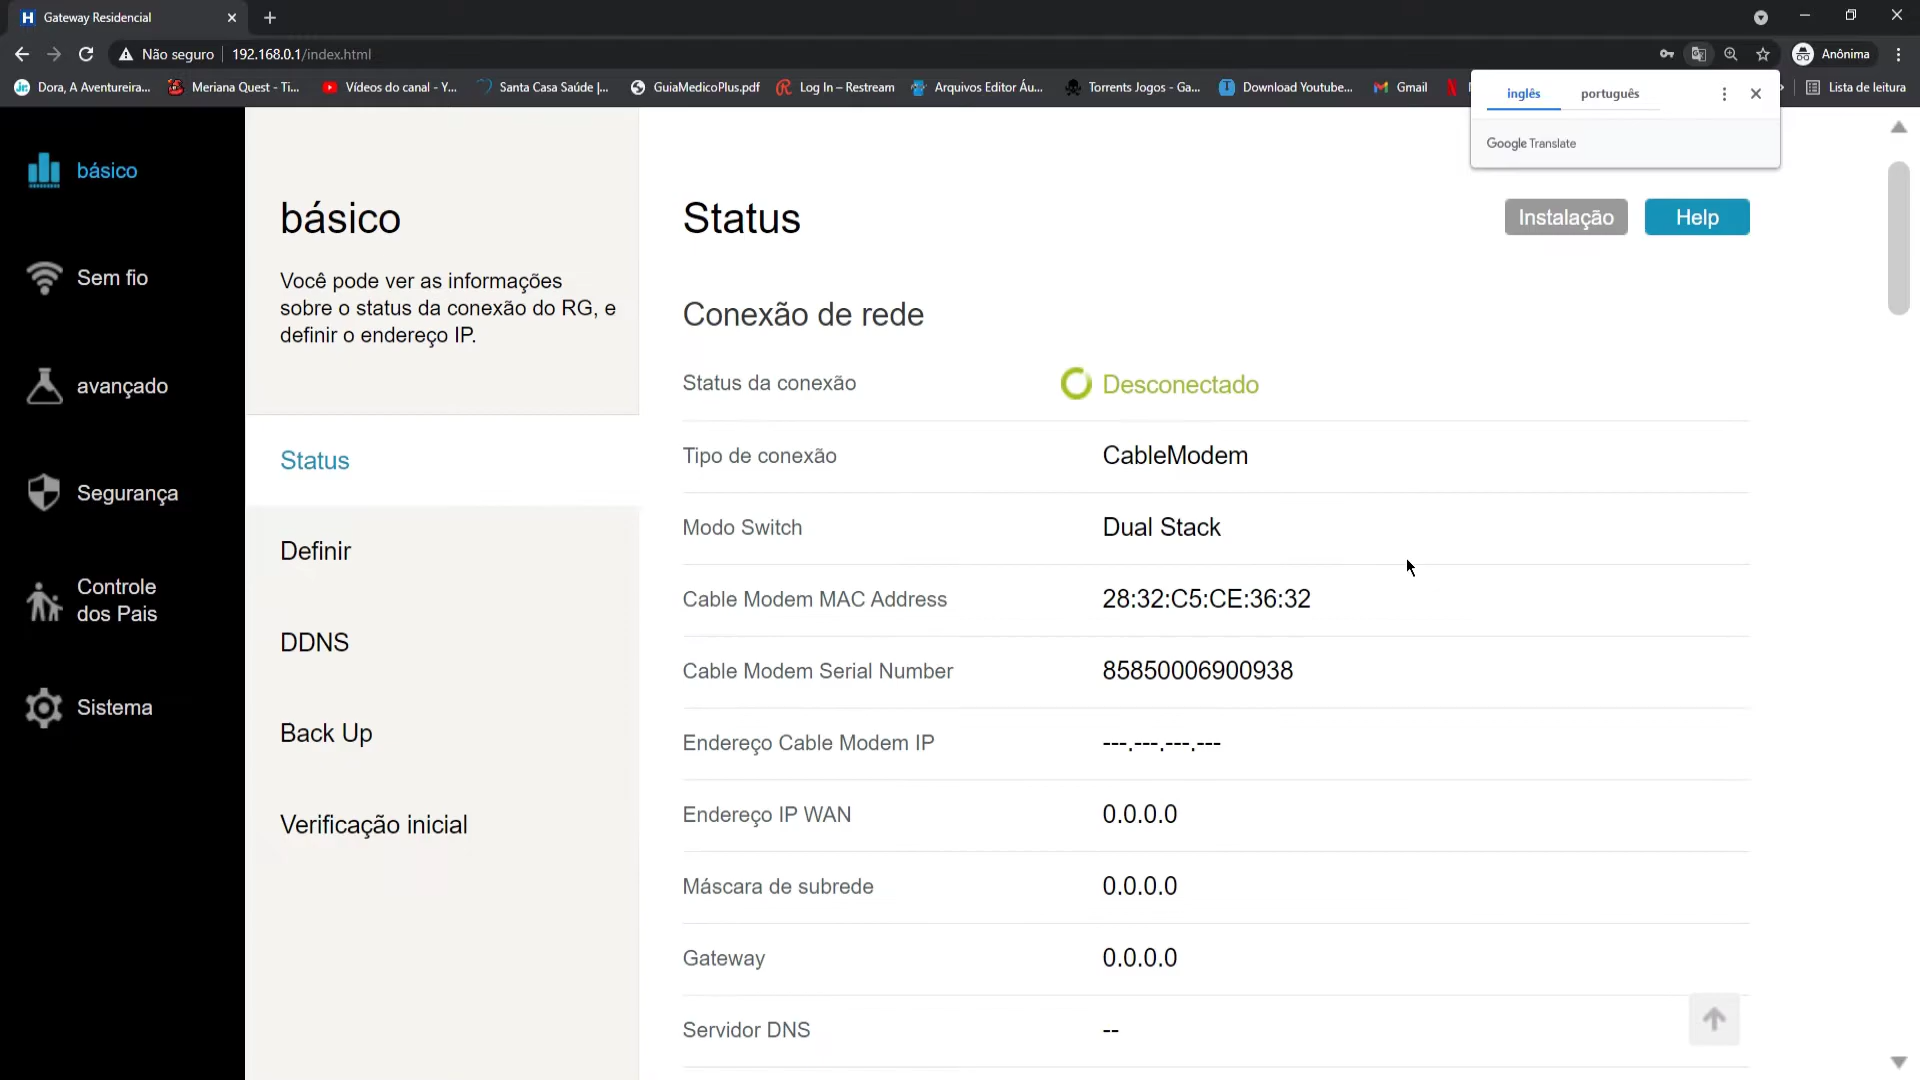 Gateway Residencial
Não seguro
192.168.0.1/index.html
Anônima
Dora, A Aventureira...
Meriana Quest - Ti...
Vídeos do canal - Y...
Santa Casa Saúde |...
GuiaMedicoPlus.pdf
Log In – Restream
Arquivos Editor Áu...
Torrents Jogos - Ga...
Download Youtube...
Gmail
Lista de leitura
inglês
português
Google Translate
básico
Sem fio
avançado
Segurança
Controle
dos Pais
Sistema
básico
Você pode ver as informações
sobre o status da conexão do RG, e
definir o endereço IP.
Status
Definir
DDNS
Back Up
Verificação inicial
Status
Instalação
Help
Conexão de rede
Status da conexão
Desconectado
Tipo de conexão
CableModem
Modo Switch
Dual Stack
Cable Modem MAC Address
28:32:C5:CE:36:32
Cable Modem Serial Number
85850006900938
Endereço Cable Modem IP
---.---.---.---
Endereço IP WAN
0.0.0.0
Máscara de subrede
0.0.0.0
Gateway
0.0.0.0
Servidor DNS
--